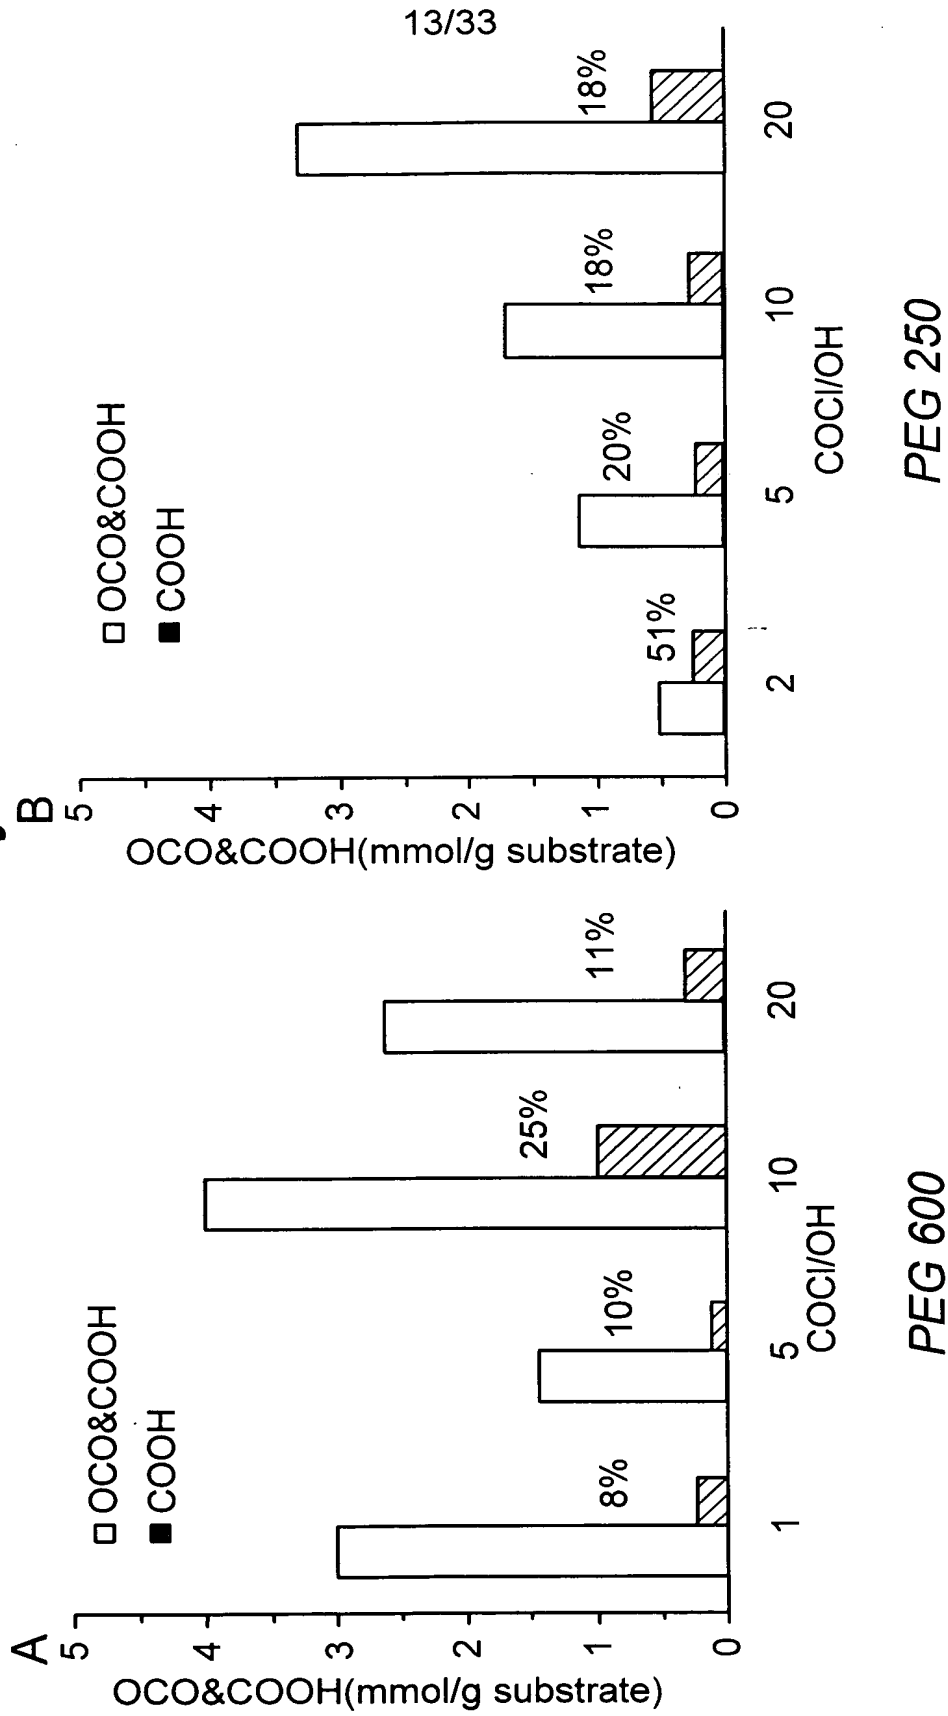 13/33
A
OCO&COOH(mmol/g substrate)
5
4
3
2
1
0
□ OCO&COOH
■ COOH
8%
10%
25%
11%
1
5
10
20
COCl/OH
PEG 600
B
OCO&COOH(mmol/g substrate)
5
4
3
2
1
0
□ OCO&COOH
■ COOH
51%
20%
18%
18%
2
5
10
20
COCl/OH
PEG 250